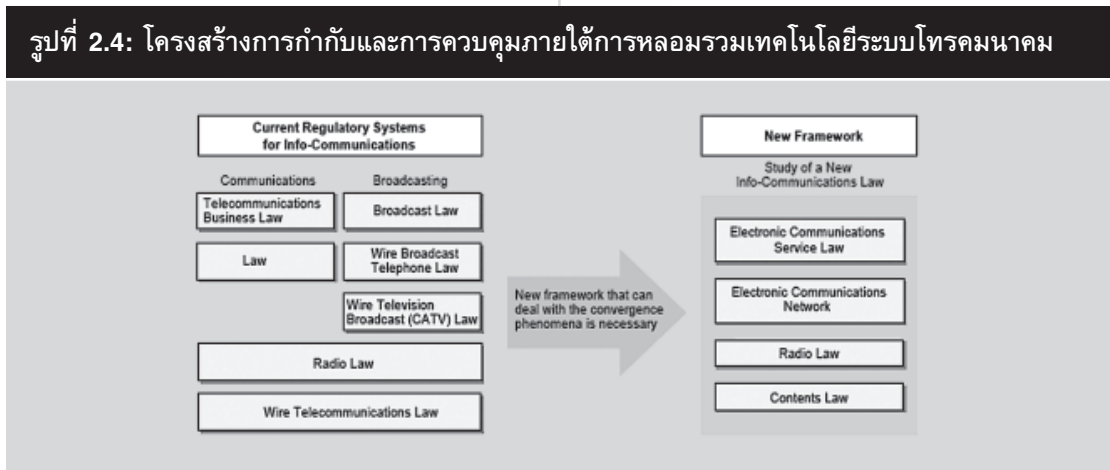 รูปที่ 2.4: โครงสร้างการกำกับและการควบคุมภายใต้การหลอมรวมเทคโนโลยีระบบโทรคมนาคม
Current Regulatory Systems
for Info-Communications
Communications
Broadcasting
Telecommunications
Business Law
Broadcast Law
Law
Wire Broadcast
Telephone Law
Wire Television
Broadcast (CATV) Law
Radio Law
Wire Telecommunications Law
New framework that can
deal with the convergence
phenomena is necessary
New Framework
Study of a New
Info-Communications Law
Electronic Communications
Service Law
Electronic Communications
Network
Radio Law
Contents Law